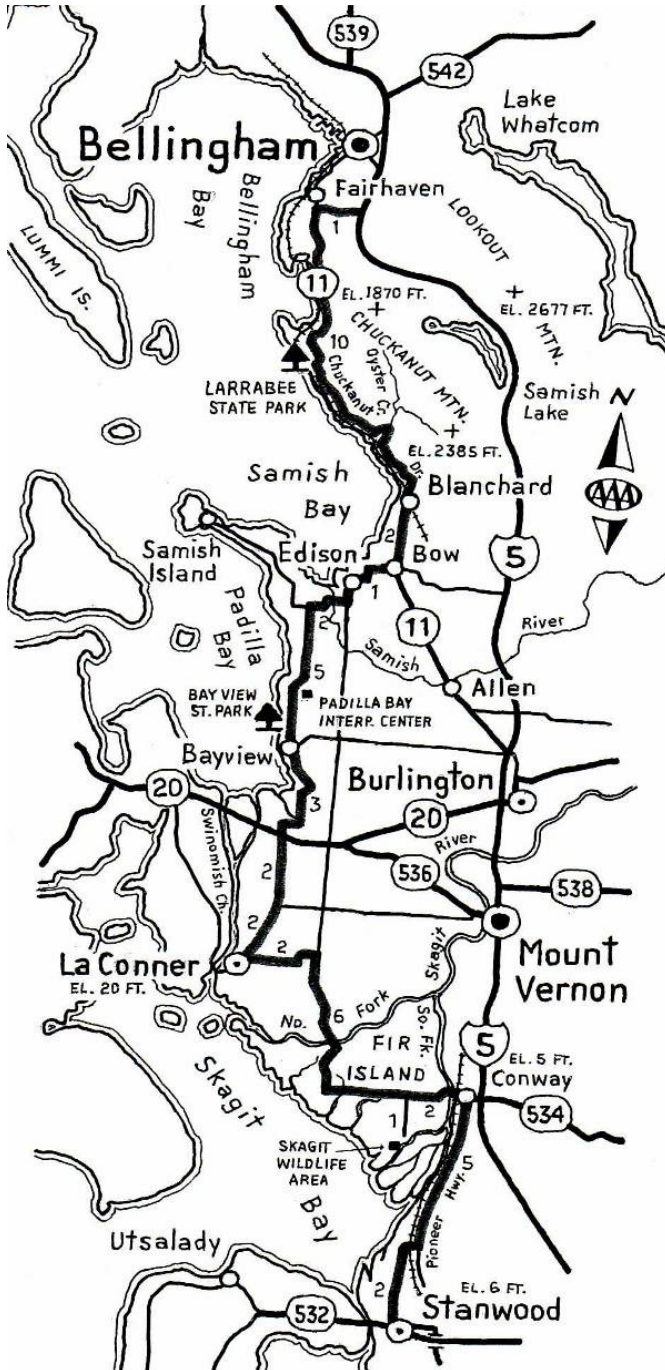 539
542
Lake
Whatcom
Bellingham
Fairhaven
Bellingham
Bay
LOOKOUT
MTN.
1
LUMMI IS.
11
EL. 1870 FT.
EL. 2677 FT.
CHUCKANUT MTN.
10
Oyster Cr.
Chuckanut
Dr.
LARRABEE
STATE PARK
Samish
Lake
N
AAA
EL. 2385 FT.
Samish
Bay
Blanchard
2
5
Samish
Island
Edison
Bow
1
2
11
River
Samish
Padilla
Bay
5
Allen
BAY VIEW
ST. PARK
PADILLA BAY
INTERP. CENTER
Bayview
Burlington
20
3
20
River
Swinomish Ch.
536
538
2
2
2
La Conner
EL. 20 FT.
Skagit
Mount
Vernon
No.
Fork
6
So. Fk.
5
FIR
ISLAND
EL. 5 FT.
Conway
Skagit
Bay
2
534
1
SKAGIT
WILDLIFE
AREA
5
Pioneer
Hwy.
Utsalady
EL. 6 FT.
532
2
Stanwood